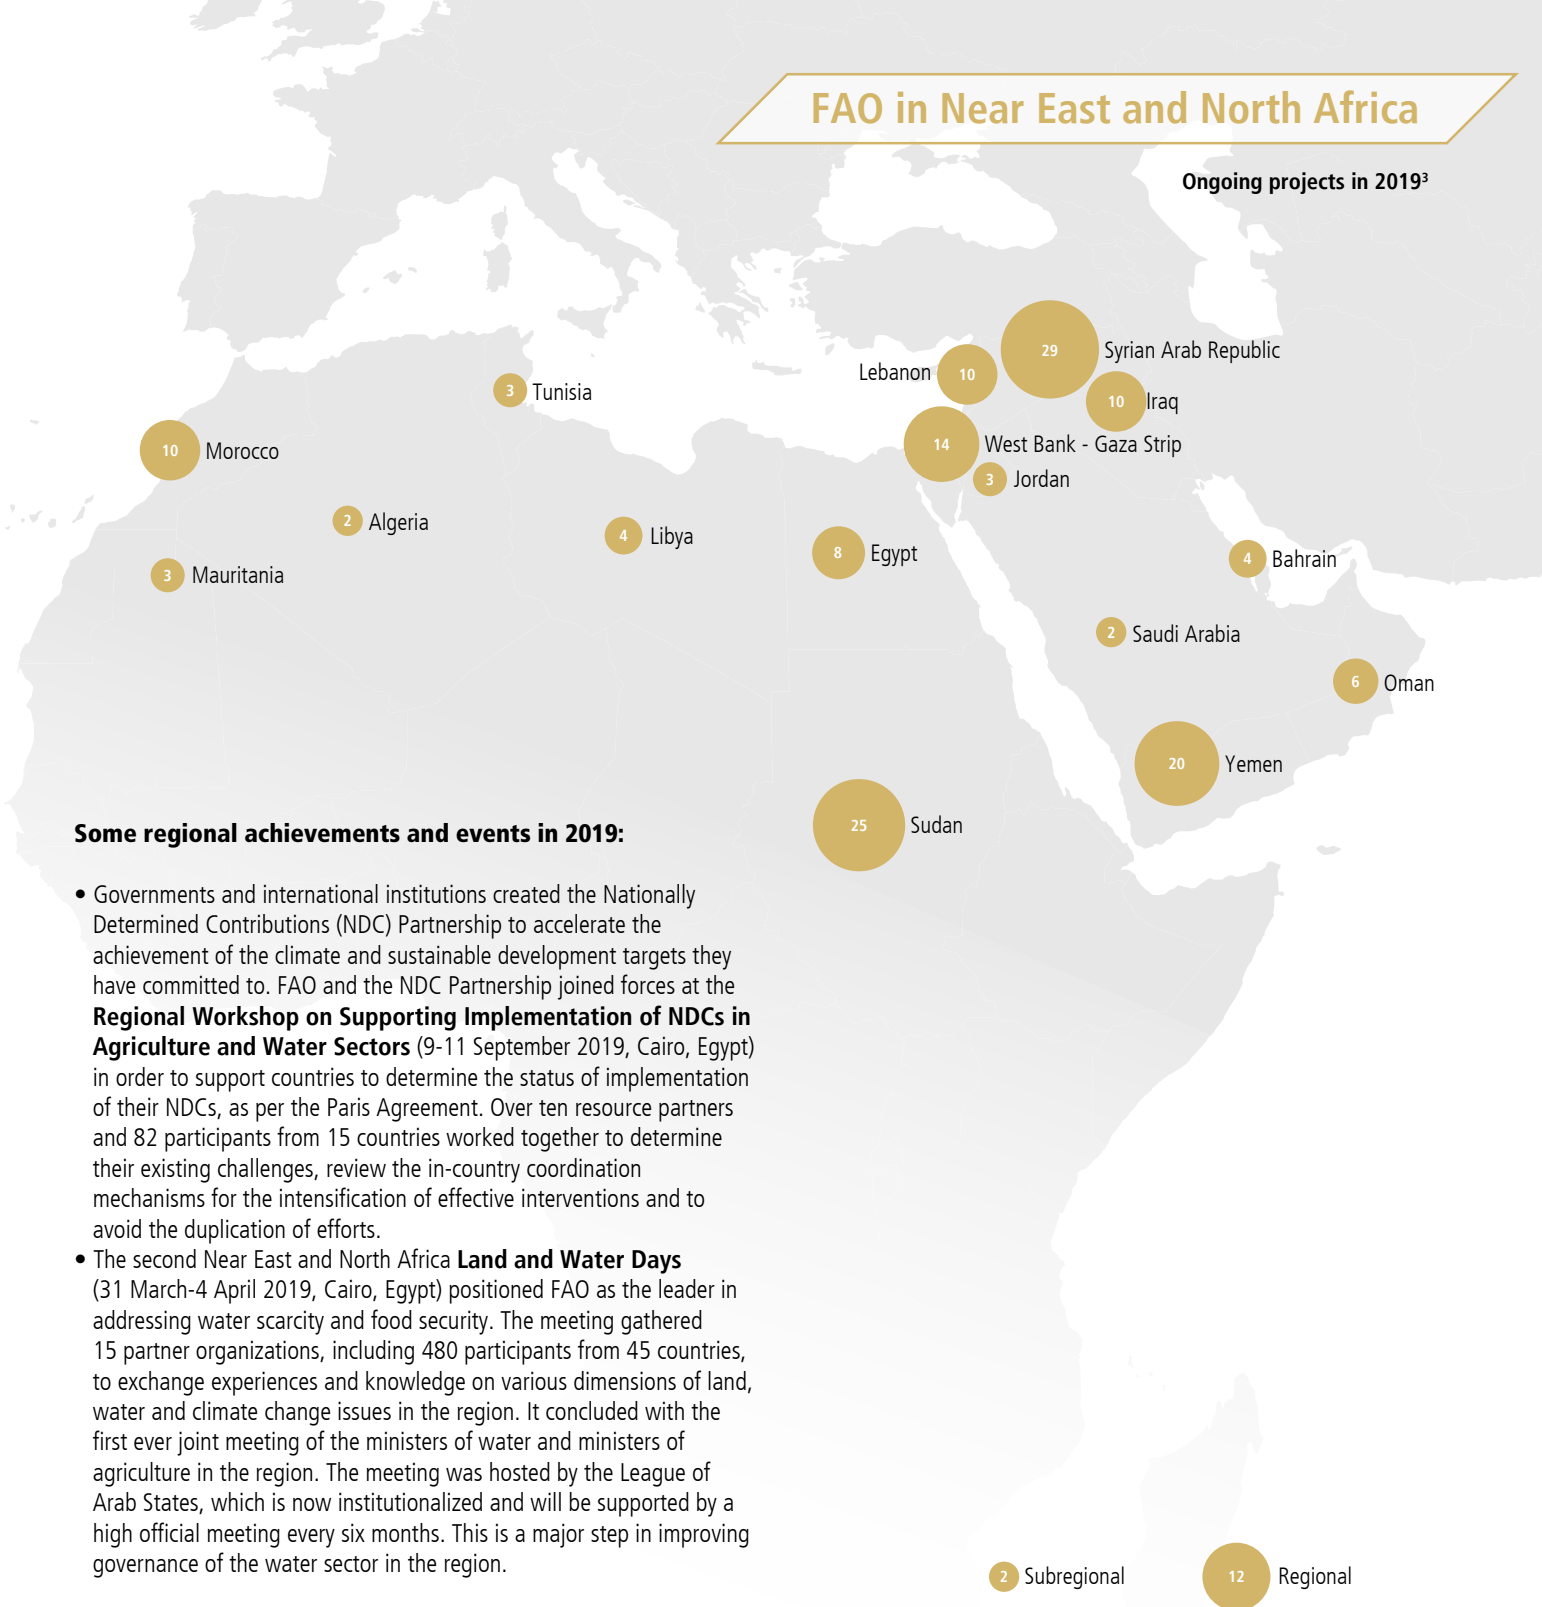 FAO in Near East and North Africa
Ongoing projects in 2019³
29 Syrian Arab Republic
Lebanon 10
10 Iraq
3 Tunisia
14 West Bank - Gaza Strip
10 Morocco
3 Jordan
2 Algeria
4 Libya
8 Egypt
4 Bahrain
3 Mauritania
2 Saudi Arabia
6 Oman
20 Yemen
25 Sudan
Some regional achievements and events in 2019:
• Governments and international institutions created the Nationally
Determined Contributions (NDC) Partnership to accelerate the
achievement of the climate and sustainable development targets they
have committed to. FAO and the NDC Partnership joined forces at the
Regional Workshop on Supporting Implementation of NDCs in
Agriculture and Water Sectors (9-11 September 2019, Cairo, Egypt)
in order to support countries to determine the status of implementation
of their NDCs, as per the Paris Agreement. Over ten resource partners
and 82 participants from 15 countries worked together to determine
their existing challenges, review the in-country coordination
mechanisms for the intensification of effective interventions and to
avoid the duplication of efforts.
• The second Near East and North Africa Land and Water Days
(31 March-4 April 2019, Cairo, Egypt) positioned FAO as the leader in
addressing water scarcity and food security. The meeting gathered
15 partner organizations, including 480 participants from 45 countries,
to exchange experiences and knowledge on various dimensions of land,
water and climate change issues in the region. It concluded with the
first ever joint meeting of the ministers of water and ministers of
agriculture in the region. The meeting was hosted by the League of
Arab States, which is now institutionalized and will be supported by a
high official meeting every six months. This is a major step in improving
governance of the water sector in the region.
2 Subregional
12 Regional